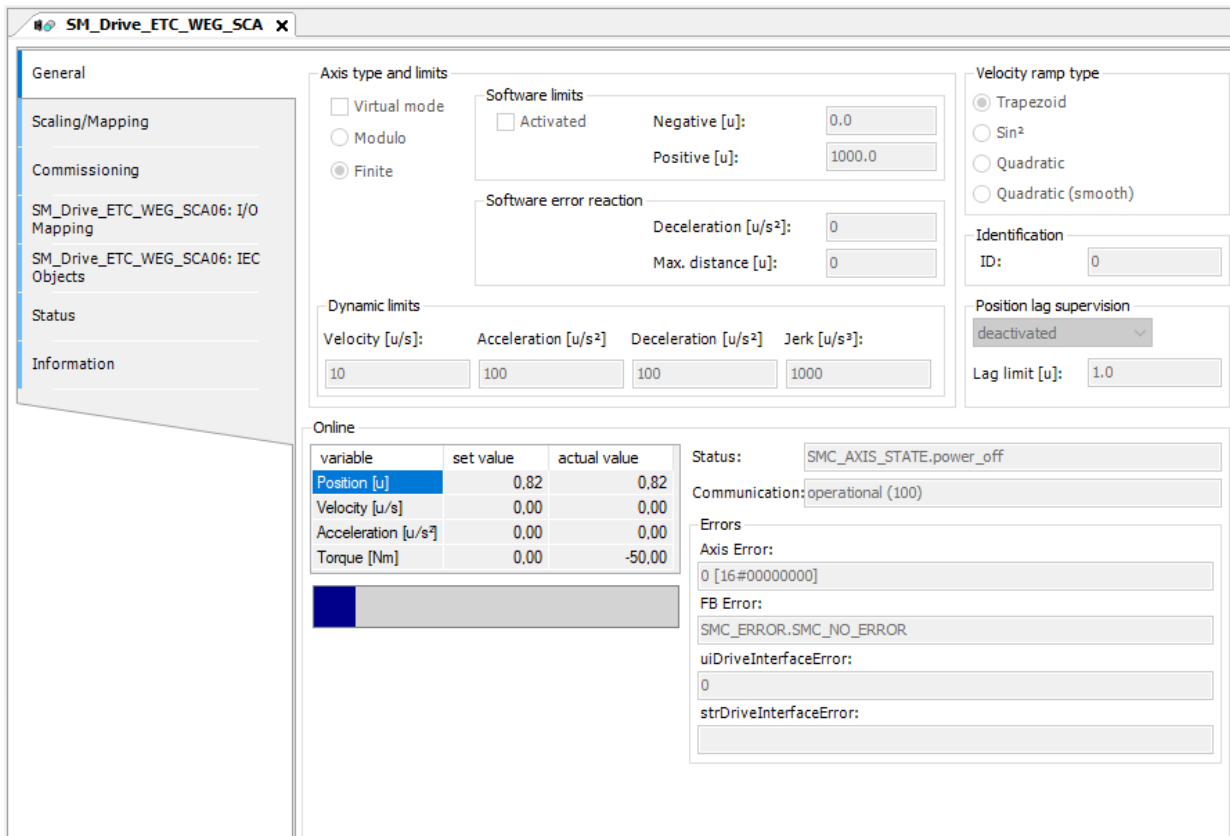 SM_Drive_ETC_WEG_SCA X
General
Scaling/Mapping
Commissioning
SM_Drive_ETC_WEG_SCA06: I/O
Mapping
SM_Drive_ETC_WEG_SCA06: IEC
Objects
Status
Information
Axis type and limits
Virtual mode
Modulo
Finite
Software limits
Activated
Negative [u]: 0.0
Positive [u]: 1000.0
Software error reaction
Deceleration [u/s²]: 0
Max. distance [u]: 0
Dynamic limits
Velocity [u/s]: Acceleration [u/s²] Deceleration [u/s²] Jerk [u/s³]:
10 100 100 1000
Velocity ramp type
Trapezoid
Sin²
Quadratic
Quadratic (smooth)
Identification
ID: 0
Position lag supervision
deactivated
Lag limit [u]: 1.0
Online
variable set value actual value
Position [u] 0,82 0,82
Velocity [u/s] 0,00 0,00
Acceleration [u/s²] 0,00 0,00
Torque [Nm] 0,00 -50,00
Status: SMC_AXIS_STATE.power_off
Communication: operational (100)
Errors
Axis Error:
0 [16#00000000]
FB Error:
SMC_ERROR.SMC_NO_ERROR
uiDriveInterfaceError:
0
strDriveInterfaceError: